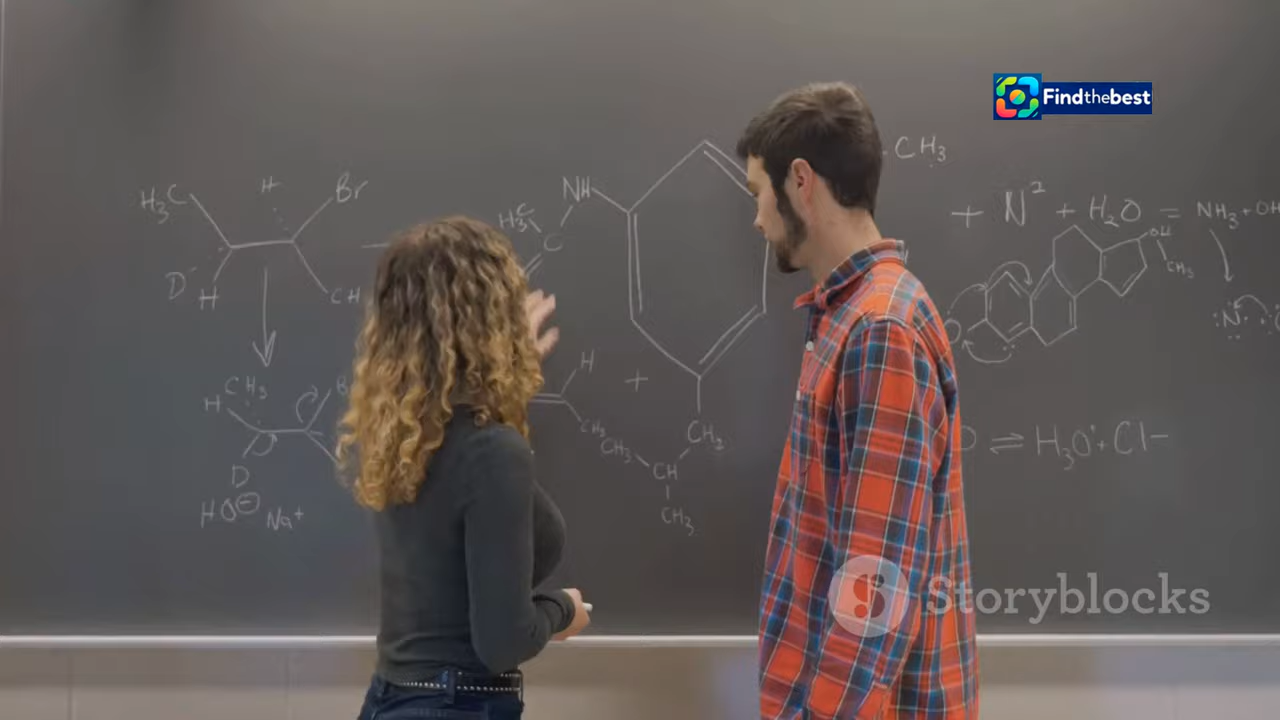 Findthebest
CH3
H3C
H
Br
NH
H3C
C
+ N2 + H2O = NH3 + OH
OH
CH3
D
H
CH
:N:
H
CH3
H
+
CH3
CH2
CH3
CH
CH3
D
HO⊖ Na+
⇌ H3O + Cl-
Storyblocks